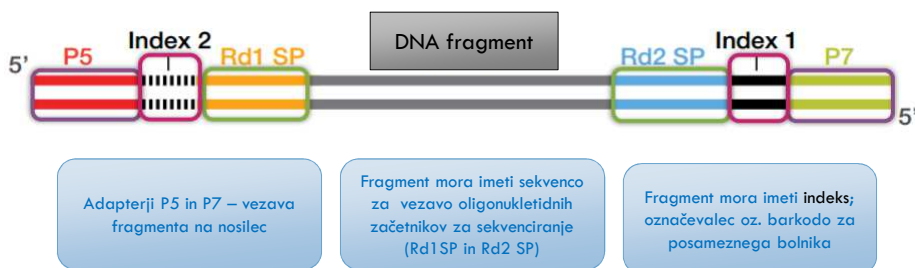 DNA fragment
5’ P5 Index 2 Rd1 SP Rd2 SP Index 1 P7 5’
Adapterji P5 in P7 – vezava
fragmenta na nosilec
Fragment mora imeti sekvenco
za vezavo oligonukletidnih
začetnikov za sekvenciranje
(Rd1SP in Rd2 SP)
Fragment mora imeti indeks;
označevalec oz. barkodo za
posameznega bolnika